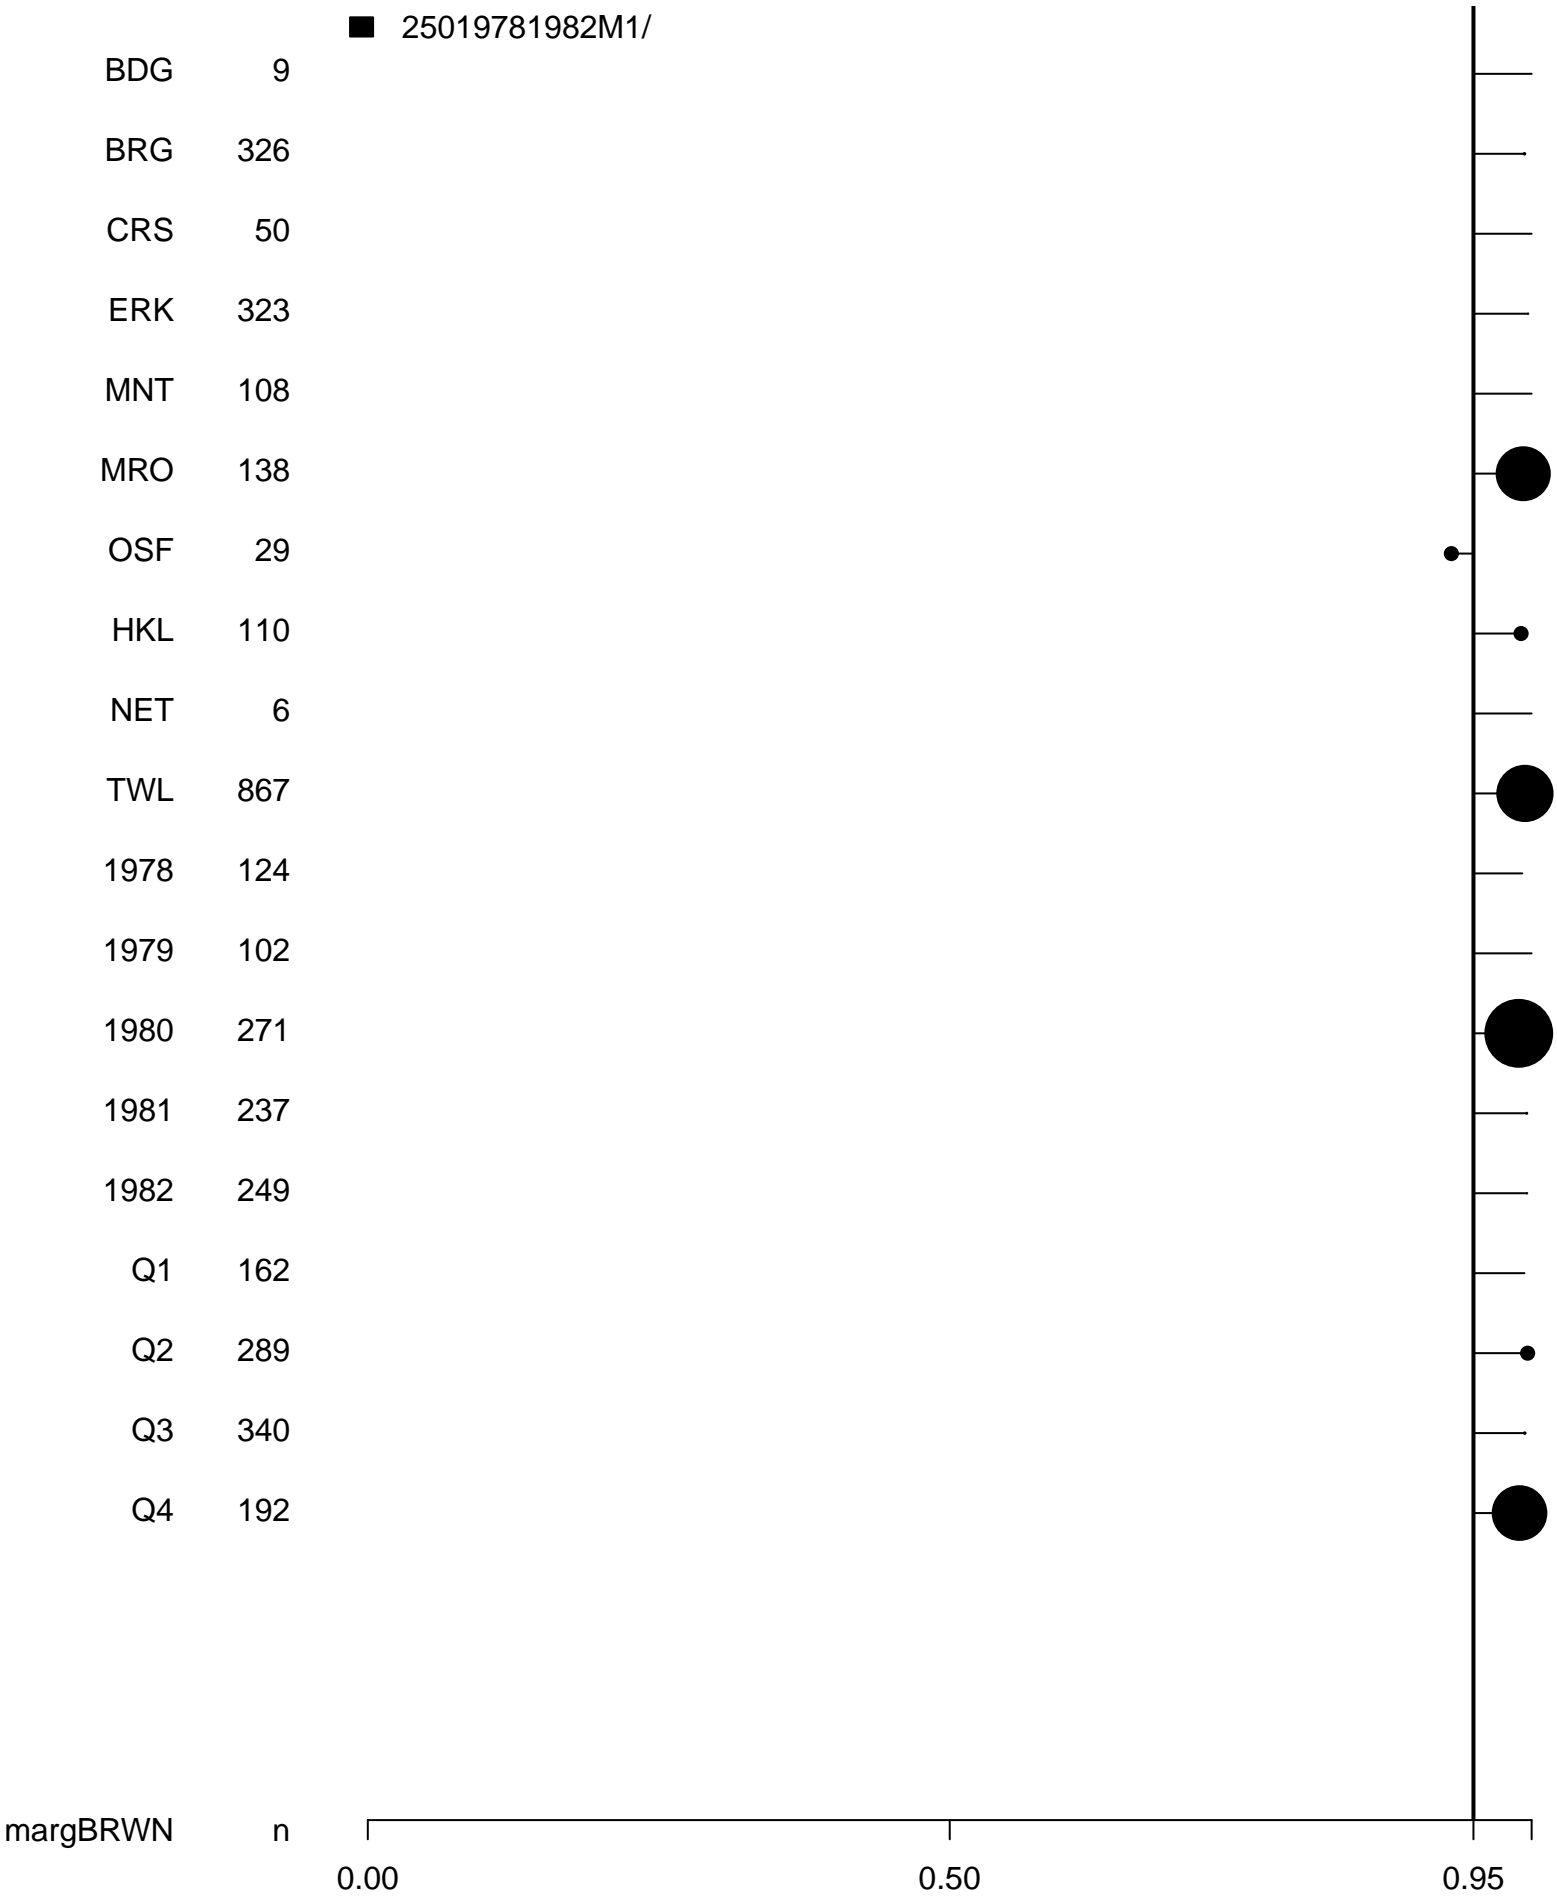 25019781982M1/
BDG 9
BRG 326
CRS 50
ERK 323
MNT 108
MRO 138
OSF 29
HKL 110
NET 6
TWL 867
1978 124
1979 102
1980 271
1981 237
1982 249
Q1 162
Q2 289
Q3 340
Q4 192
margBRWN n
0.00 0.50 0.95